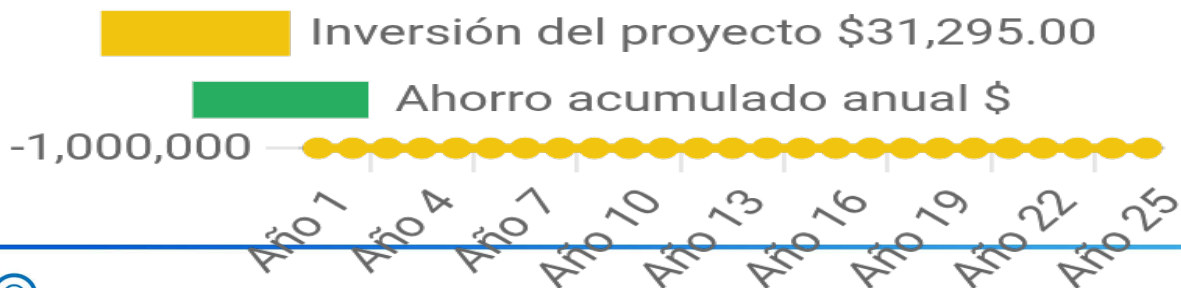 Inversión del proyecto $31,295.00
Ahorro acumulado anual $
-1,000,000
Año 1 Año 4 Año 7 Año 10 Año 13 Año 16 Año 19 Año 22 Año 25